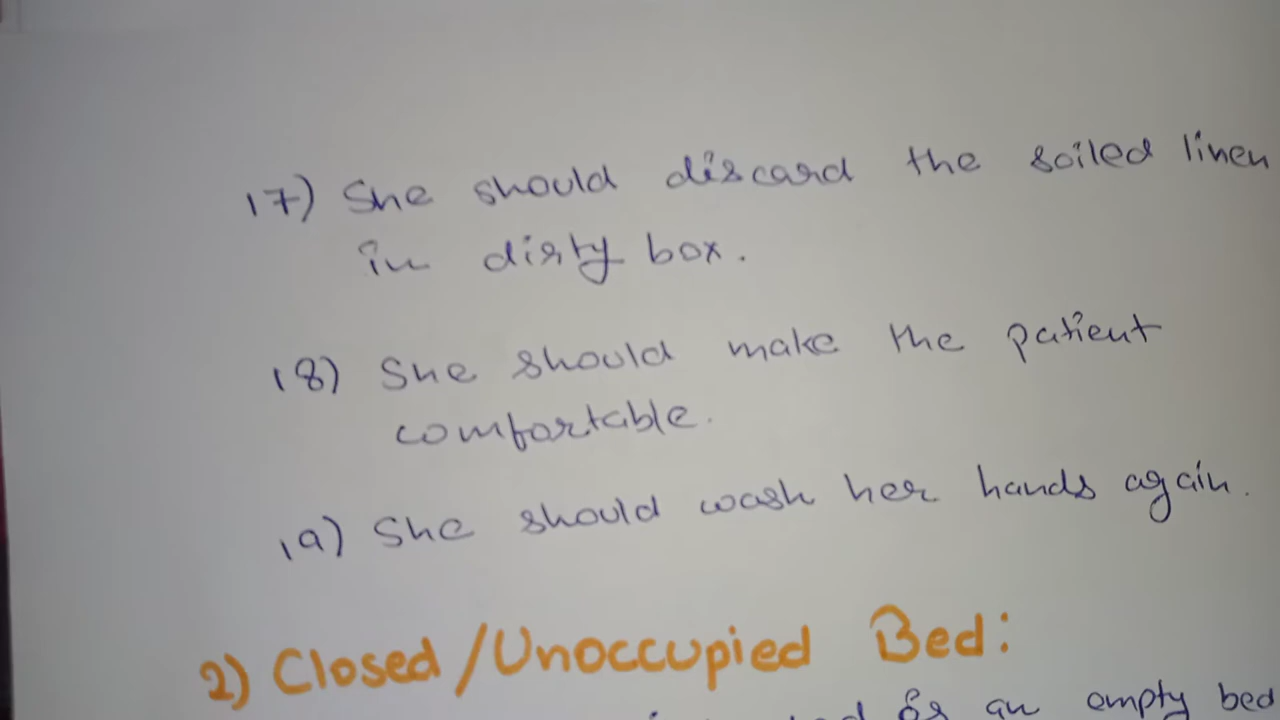 17) She should discard the soiled linen
in dirty box.
18) She should make the patient
comfortable.
19) She should wash her hands again.
2) Closed/Unoccupied Bed:
an empty bed